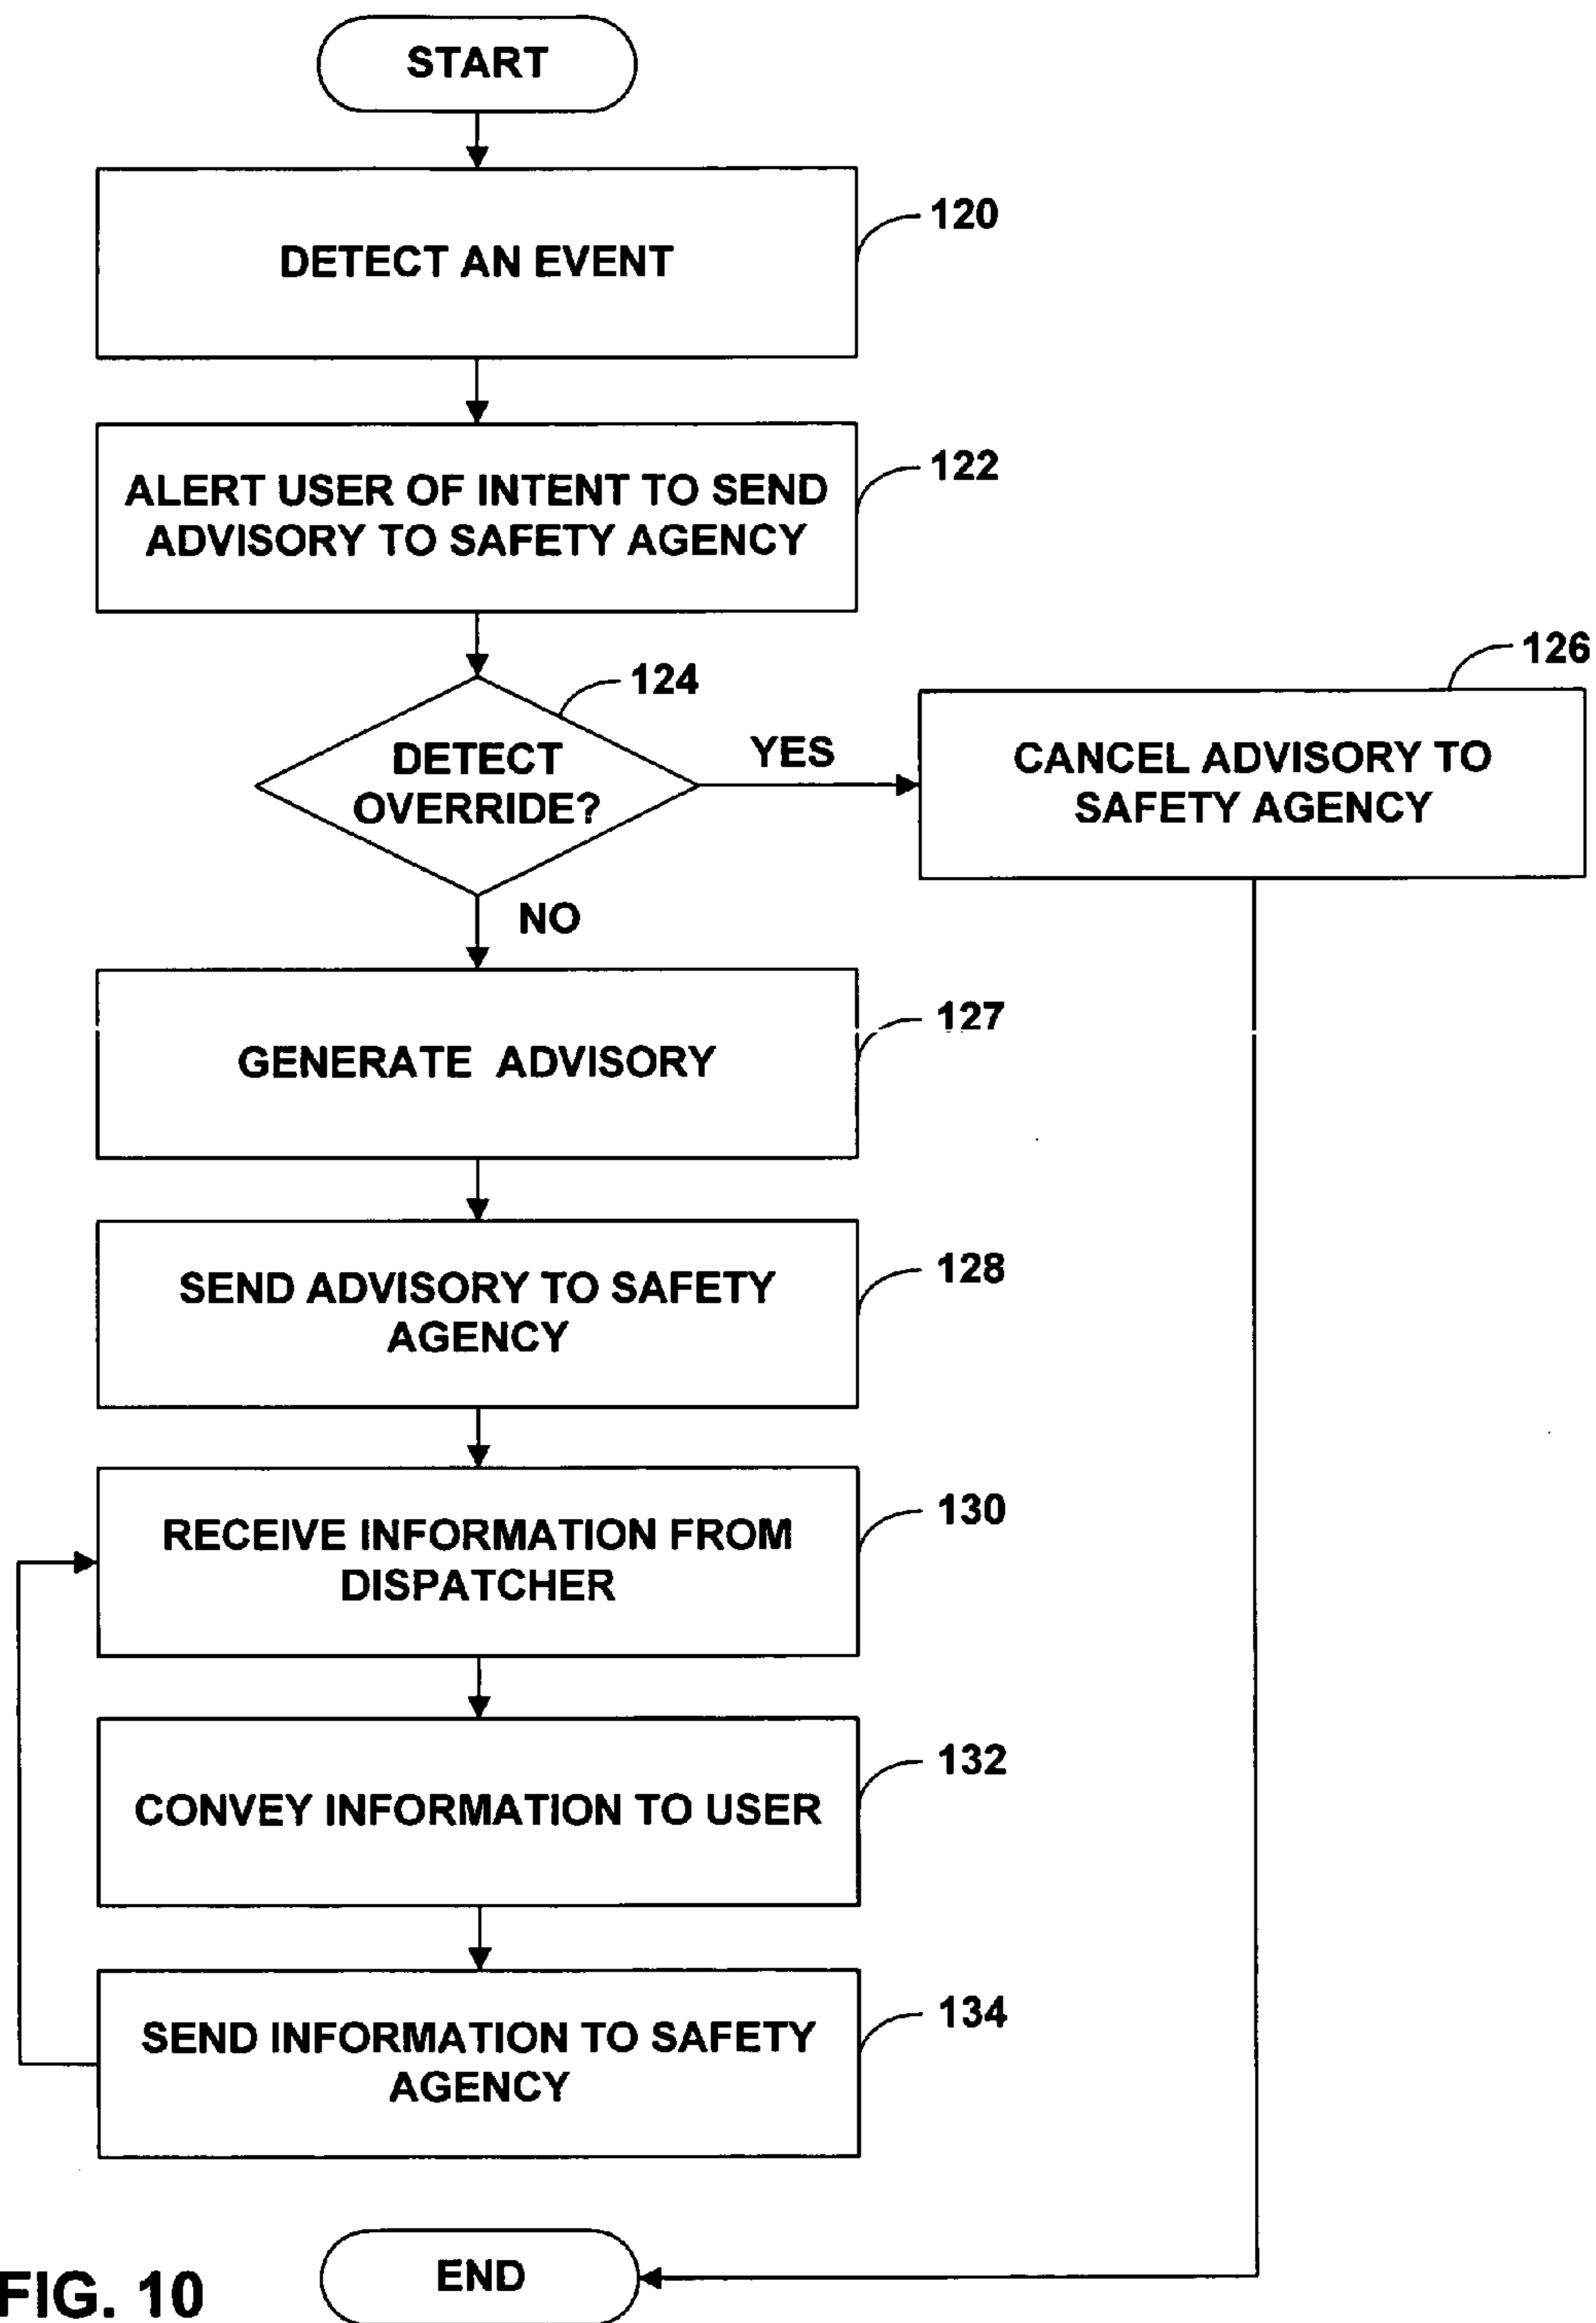 START
DETECT AN EVENT
120
ALERT USER OF INTENT TO SEND
ADVISORY TO SAFETY AGENCY
122
DETECT
OVERRIDE?
124
YES
CANCEL ADVISORY TO
SAFETY AGENCY
126
NO
GENERATE ADVISORY
127
SEND ADVISORY TO SAFETY
AGENCY
128
RECEIVE INFORMATION FROM
DISPATCHER
130
CONVEY INFORMATION TO USER
132
SEND INFORMATION TO SAFETY
AGENCY
134
END
FIG. 10